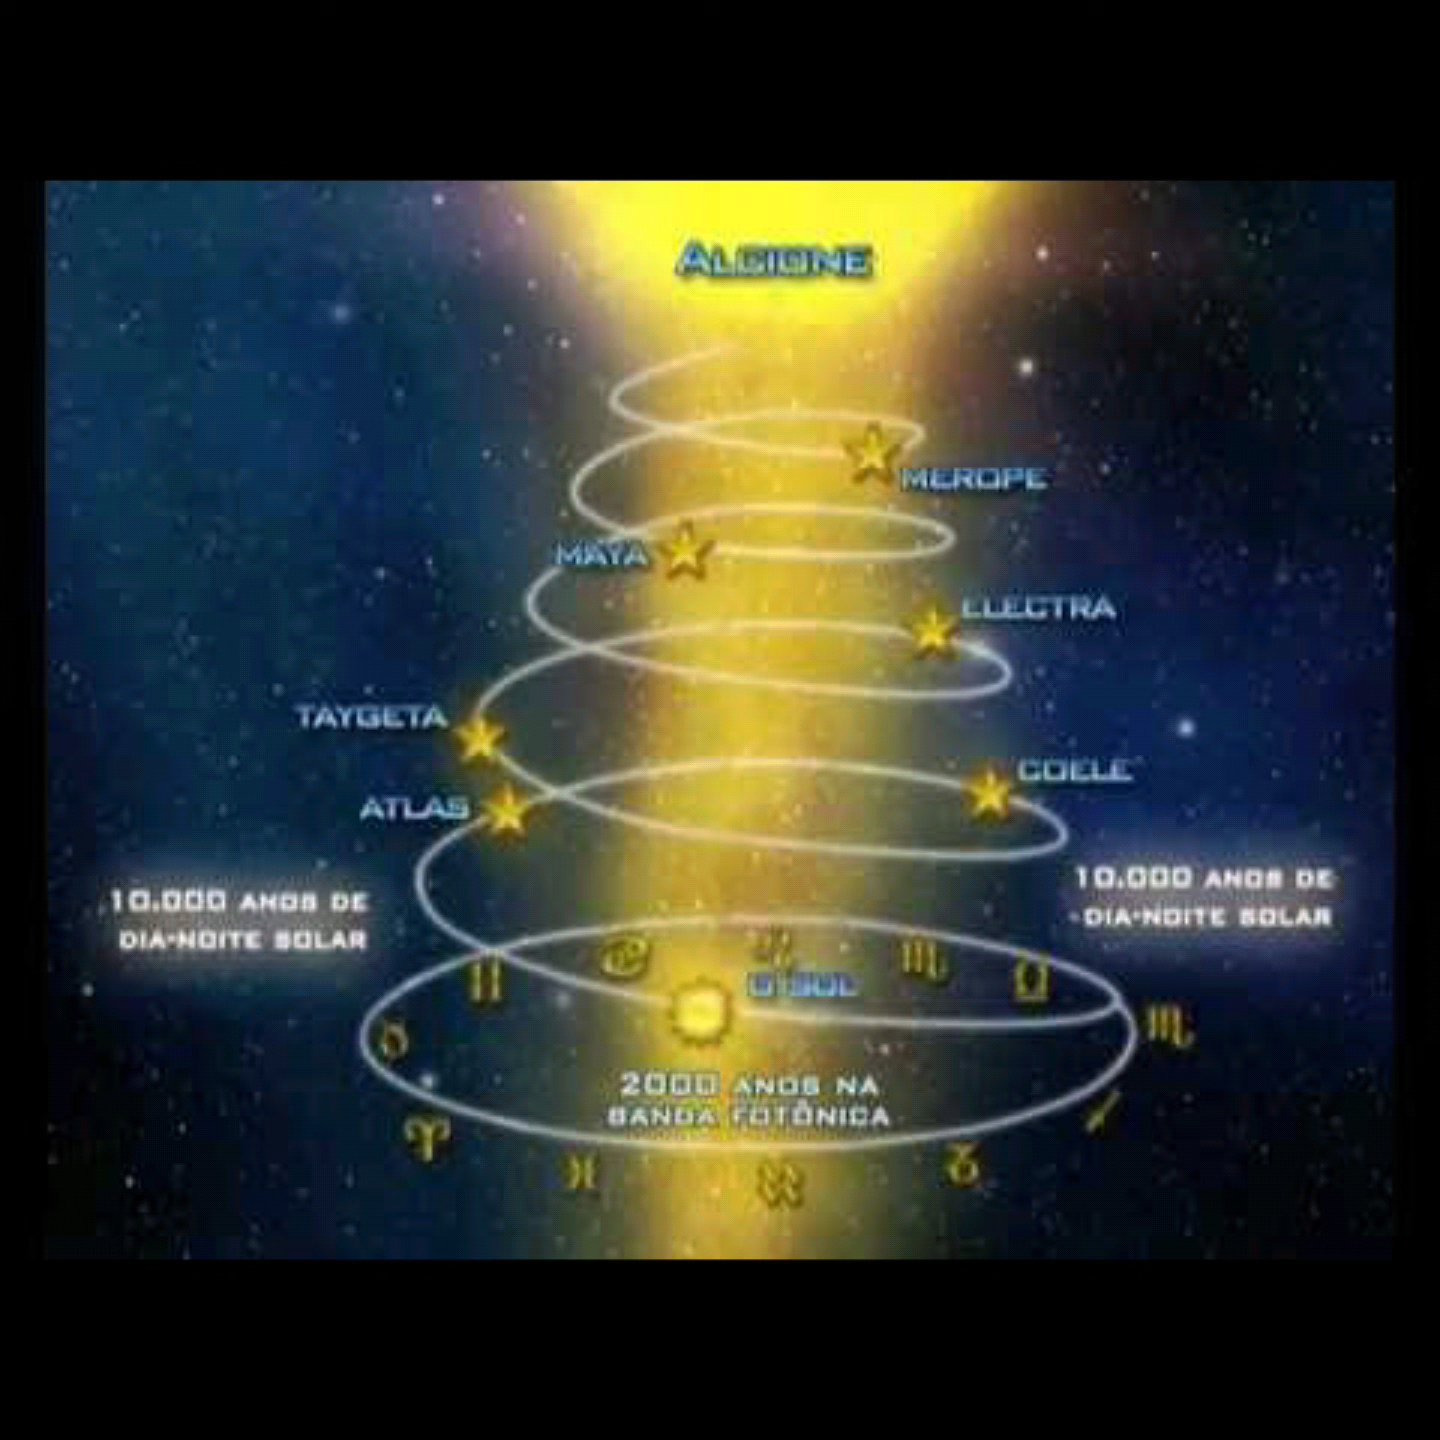 ALCIONE
MEROPE
MAYA
ELECTRA
TAYGETA
COELE
ATLAS
10.000 ANOS DE
DIA-NOITE SOLAR
10.000 ANOS DE
DIA-NOITE SOLAR
O SOL
2000 ANOS NA
BANDA FOTÔNICA